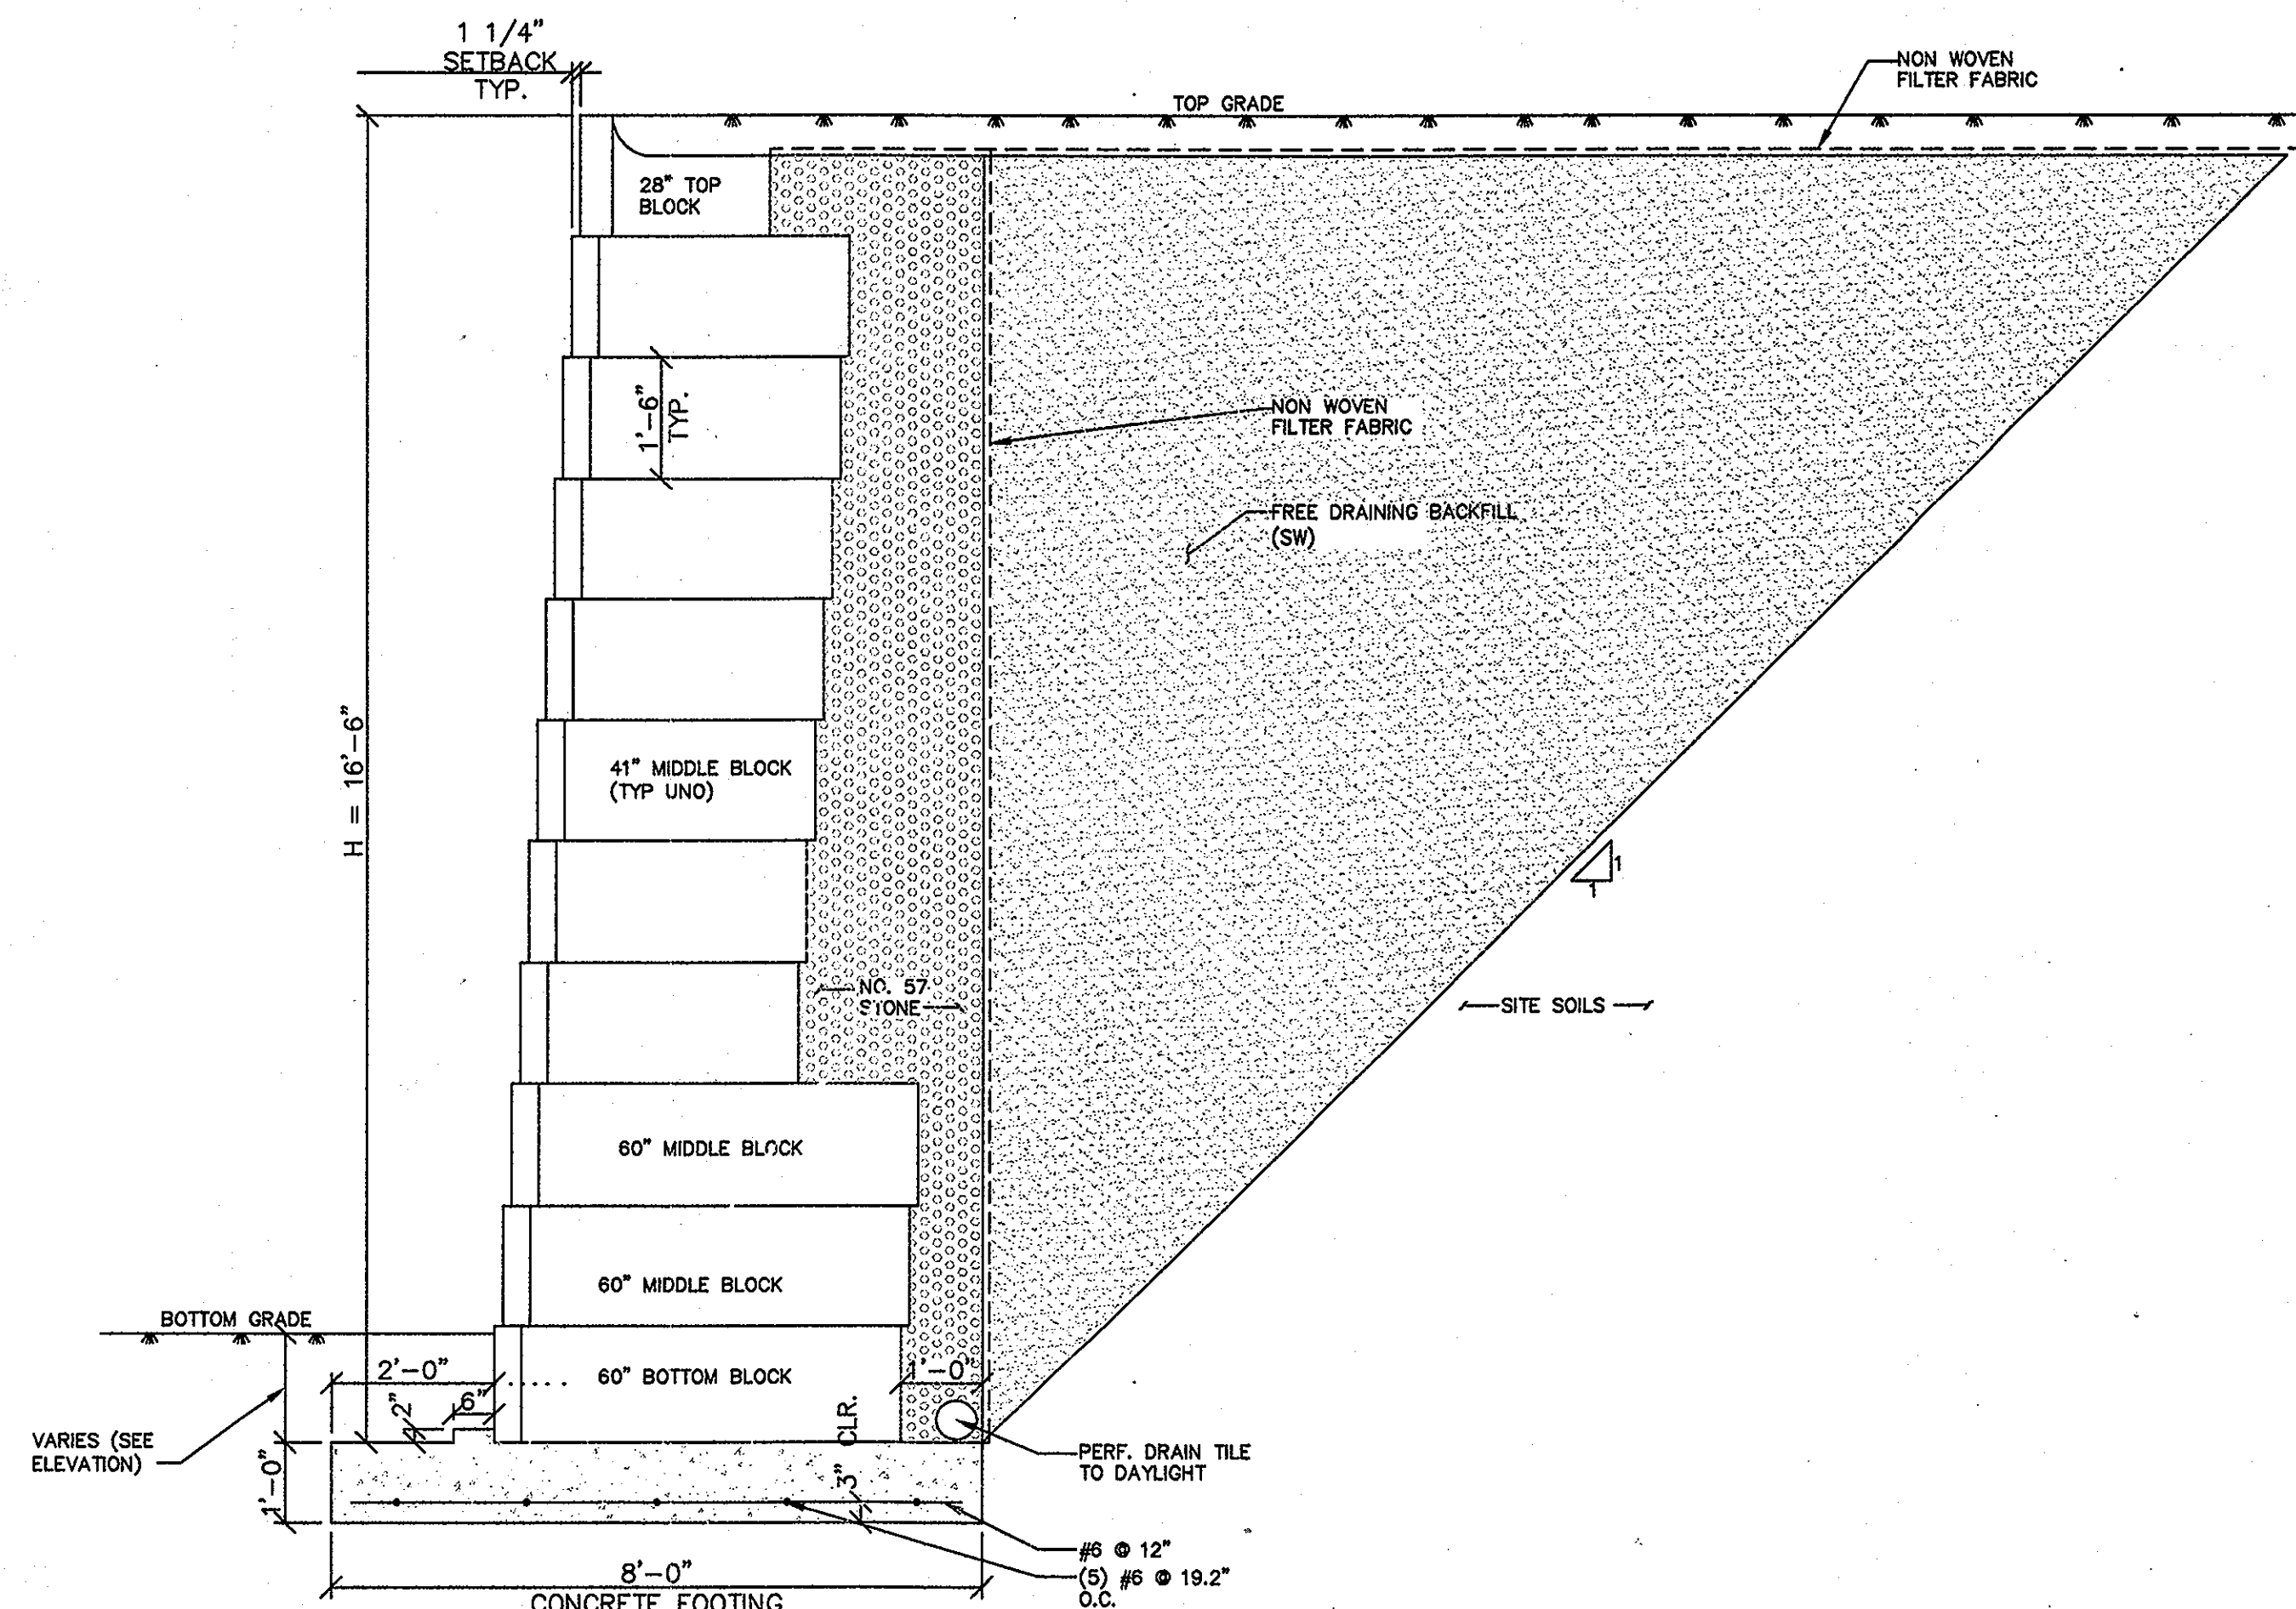 1 1/4"
SETBACK
TYP.
NON WOVEN
FILTER FABRIC
TOP GRADE
28" TOP
BLOCK
1'-6"
TYP.
NON WOVEN
FILTER FABRIC
FREE DRAINING BACKFILL
(SW)
H = 16'-6"
41" MIDDLE BLOCK
(TYP UNO)
1
1
NO. 57
STONE
SITE SOILS
60" MIDDLE BLOCK
60" MIDDLE BLOCK
BOTTOM GRADE
2'-0"
60" BOTTOM BLOCK
1'-0"
2"
6"
CLR.
VARIES (SEE
ELEVATION)
PERF. DRAIN TILE
TO DAYLIGHT
1'-0"
3"
#6 @ 12"
(5) #6 @ 19.2"
O.C.
8'-0"
CONCRETE FOOTING